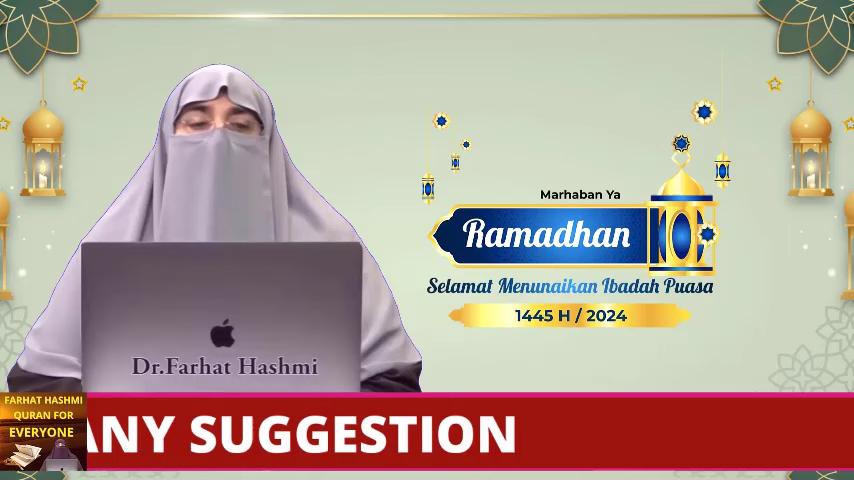 Marhaban Ya
Ramadhan
Selamat Menunaikan Ibadah Puasa
1445 H / 2024
Dr.Farhat Hashmi
FARHAT HASHMI
QURAN FOR
EVERYONE
ANY SUGGESTION